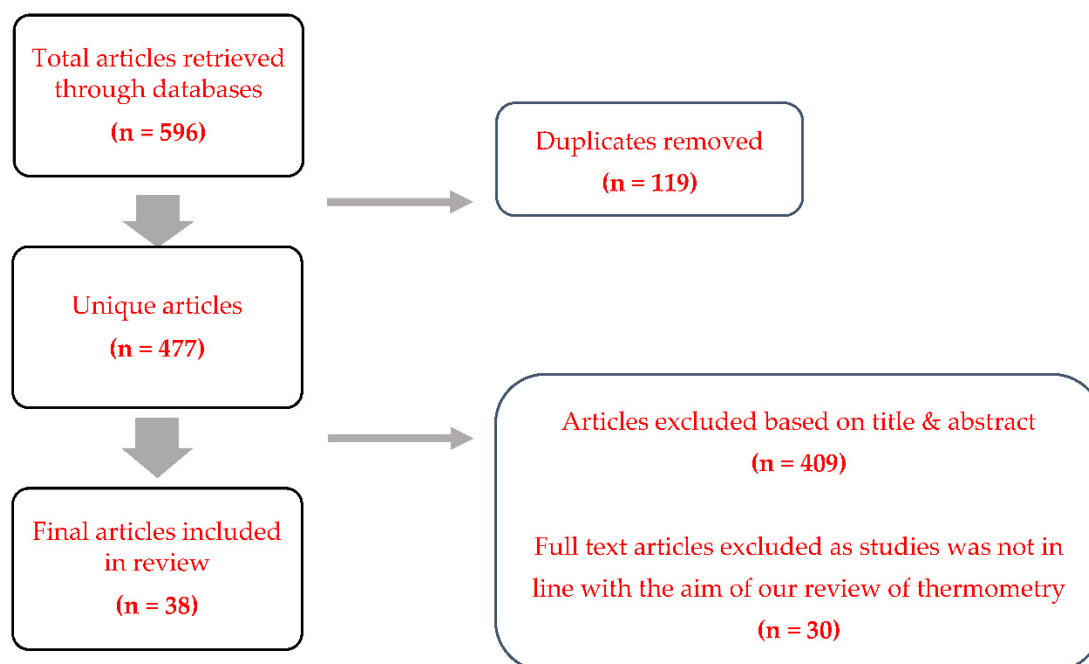 Total articles retrieved
through databases
(n = 596)
Duplicates removed
(n = 119)
Unique articles
(n = 477)
Articles excluded based on title & abstract
(n = 409)
Full text articles excluded as studies was not in
line with the aim of our review of thermometry
(n = 30)
Final articles included
in review
(n = 38)